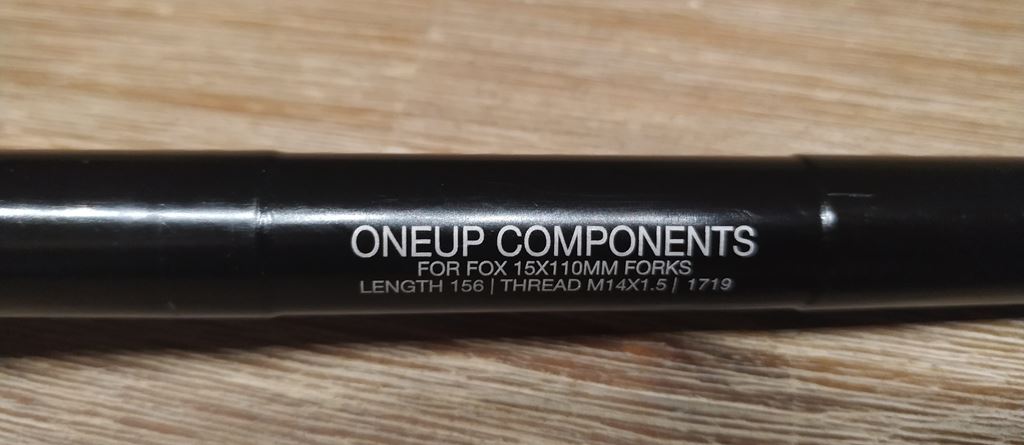 ONEUP COMPONENTS
FOR FOX 15X110MM FORKS
LENGTH 156 | THREAD M14X1.5 | 1719